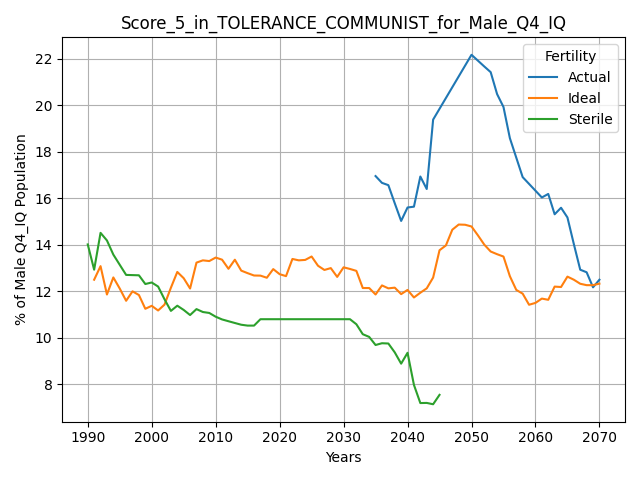 Score_5_in_TOLERANCE_COMMUNIST_for_Male_Q4_IQ
Fertility
Actual
Ideal
Sterile
% of Male Q4_IQ Population
22
20
18
16
14
12
10
8
1990 2000 2010 2020 2030 2040 2050 2060 2070
Years